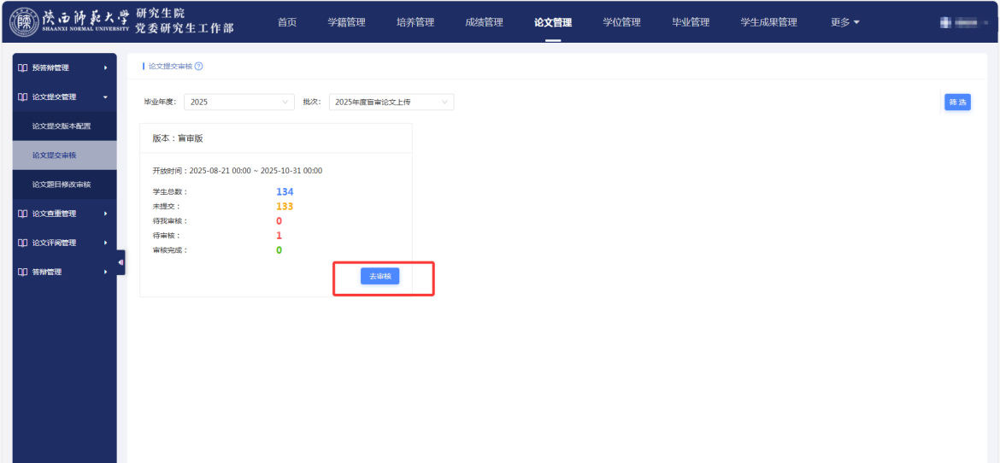 陕西师范大学 研究生院
SHAANXI NORMAL UNIVERSITY 党委研究生工作部
首页 学籍管理 培养管理 成绩管理 论文管理 学位管理 毕业管理 学生成果管理 更多
预答辩管理
论文提交管理
论文提交版本配置
论文提交审核
论文题目修改审核
论文查重管理
论文评阅管理
答辩管理
论文提交审核 ?
毕业年度： 2025 批次： 2025年度盲审论文上传 筛选
版本：盲审版
开放时间：2025-08-21 00:00 ~ 2025-10-31 00:00
学生总数： 134
未提交： 133
待我审核： 0
待审核： 1
审核完成： 0
去审核